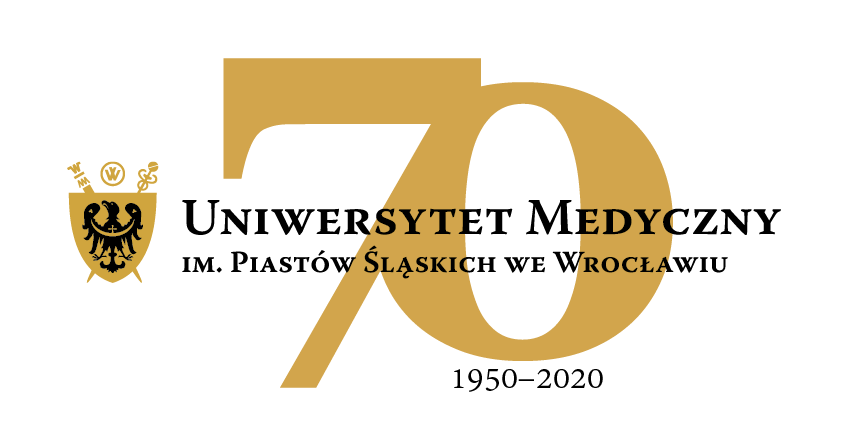 70
Uniwersytet Medyczny
im. Piastów Śląskich we Wrocławiu
1950–2020